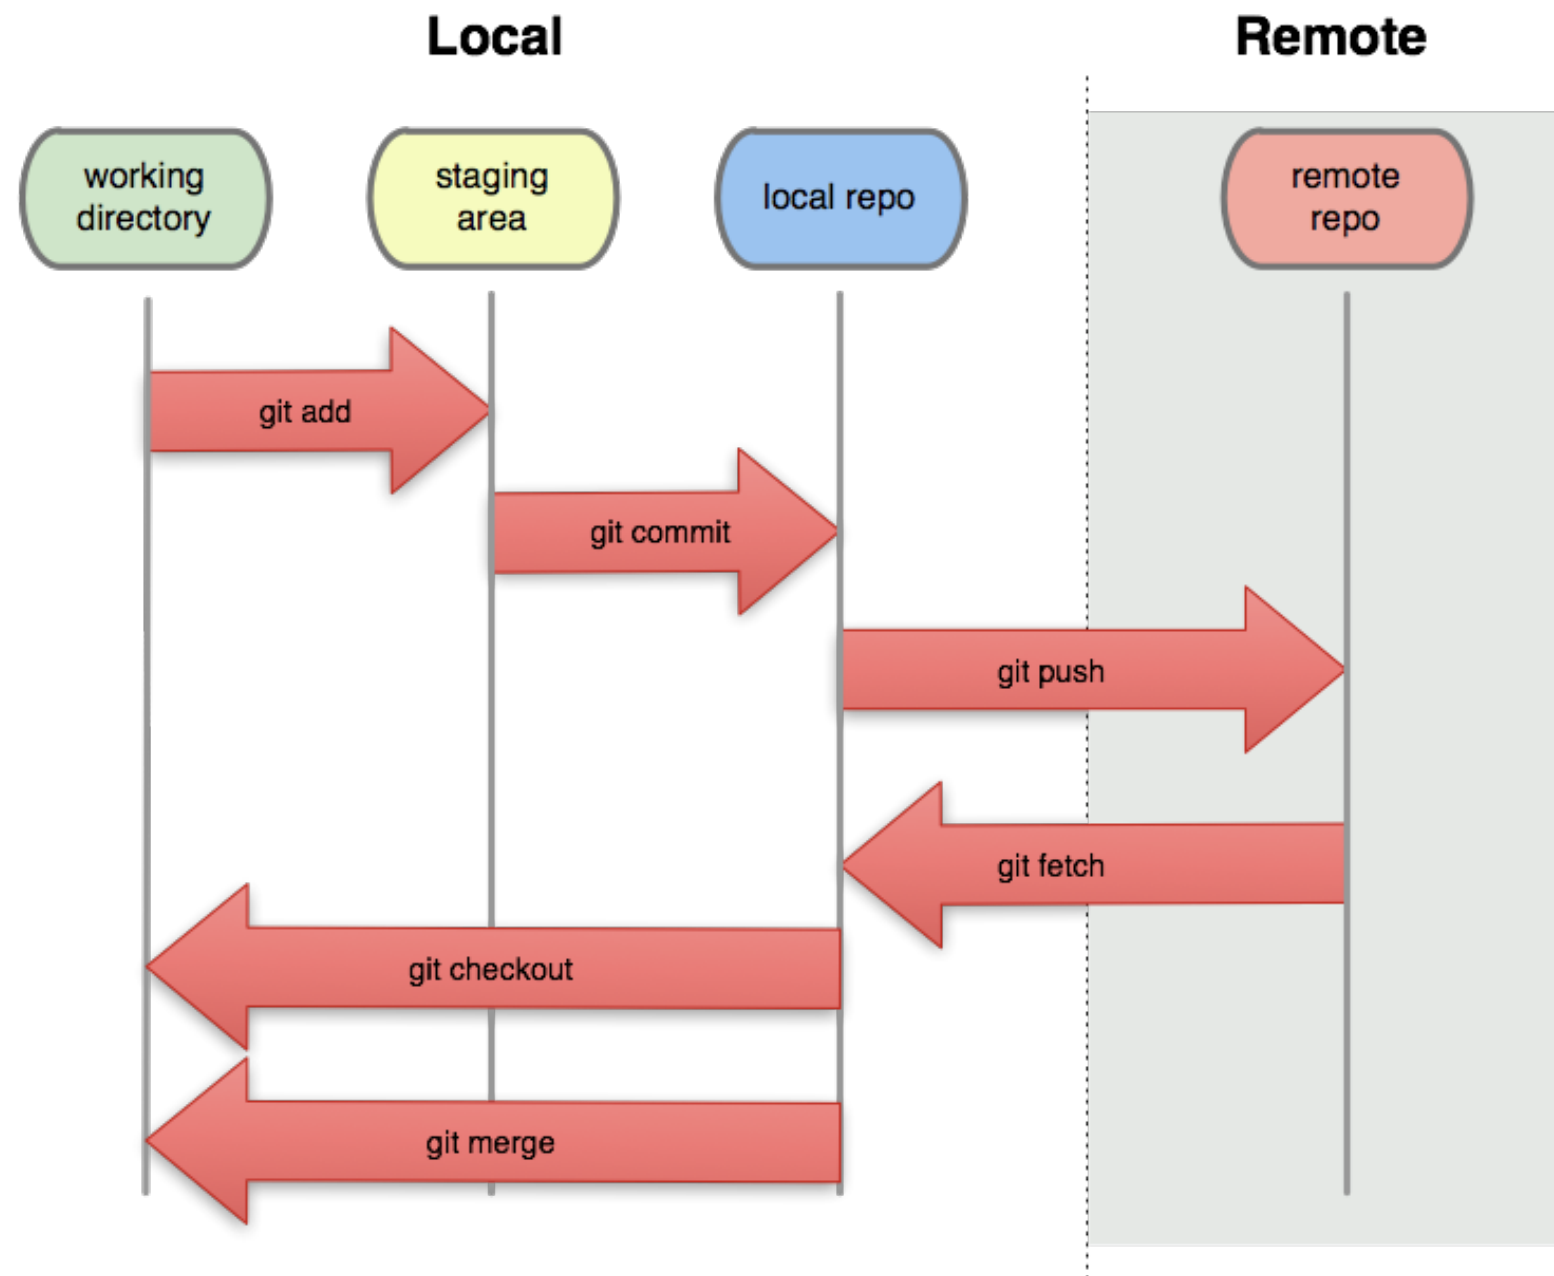 Local
Remote
working
directory
staging
area
local repo
remote
repo
git add
git commit
git push
git fetch
git checkout
git merge